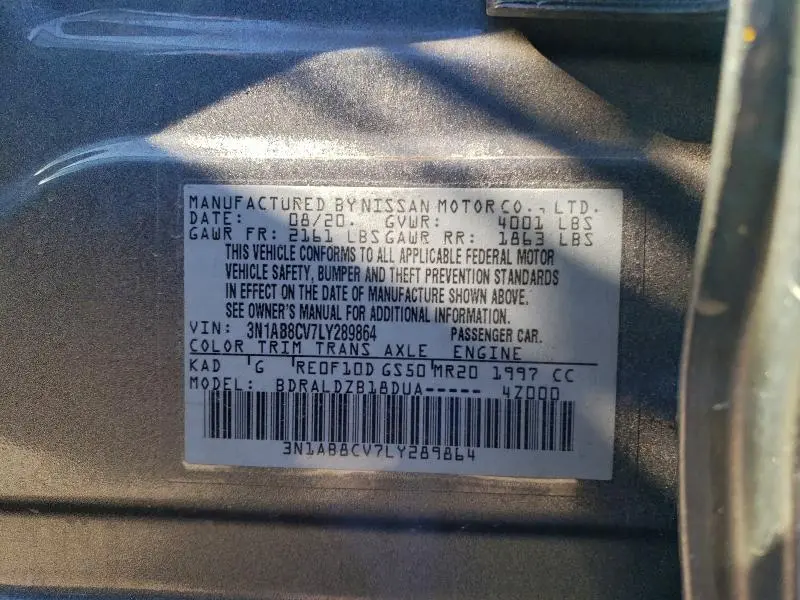 MANUFACTURED BY NISSAN MOTOR CO., LTD.
DATE: 08/20. GVWR: 4001 LBS
GAWR FR: 2161 LBS GAWR RR: 1863 LBS
THIS VEHICLE CONFORMS TO ALL APPLICABLE FEDERAL MOTOR
VEHICLE SAFETY, BUMPER AND THEFT PREVENTION STANDARDS
IN EFFECT ON THE DATE OF MANUFACTURE SHOWN ABOVE.
SEE OWNER'S MANUAL FOR ADDITIONAL INFORMATION.
VIN: 3N1AB8CV7LY289864 PASSENGER CAR.
COLOR TRIM TRANS AXLE ENGINE
KAD G RE0F10D GS50 MR20 1997 CC
MODEL: BDRALDZB18DUA----- 4Z000
3N1AB8CV7LY289864